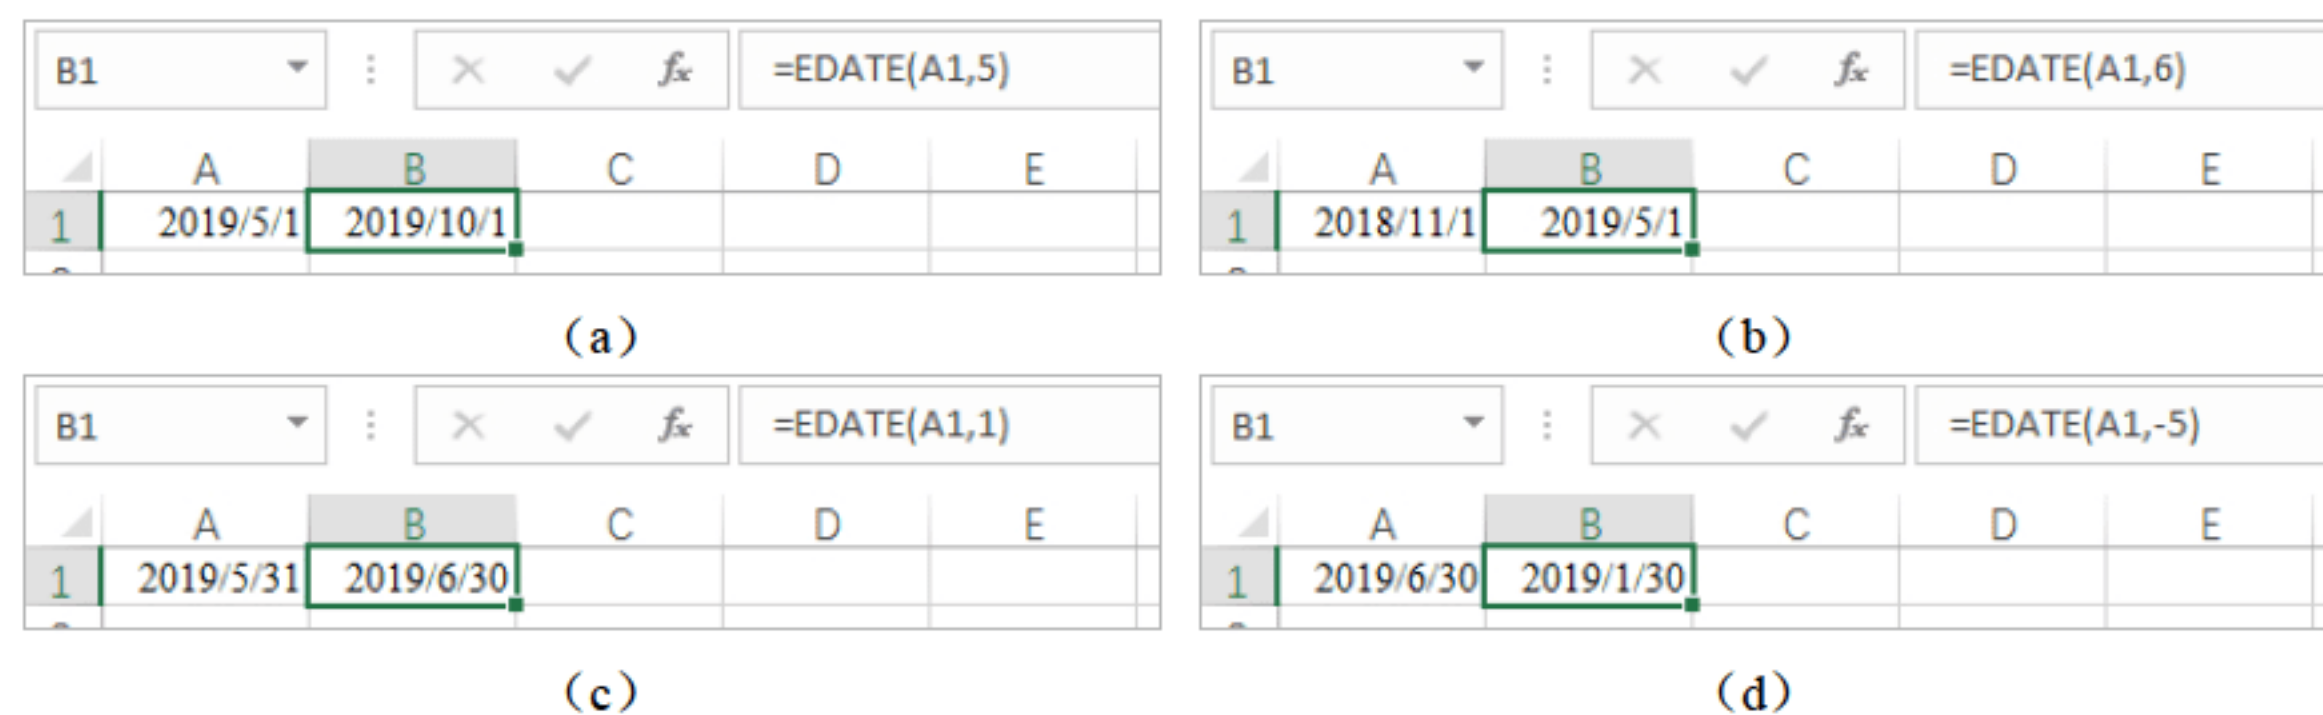 B1 fx =EDATE(A1,5)
A B C D E
1 2019/5/1 2019/10/1
（a）
B1 fx =EDATE(A1,6)
A B C D E
1 2018/11/1 2019/5/1
（b）
B1 fx =EDATE(A1,1)
A B C D E
1 2019/5/31 2019/6/30
（c）
B1 fx =EDATE(A1,-5)
A B C D E
1 2019/6/30 2019/1/30
（d）